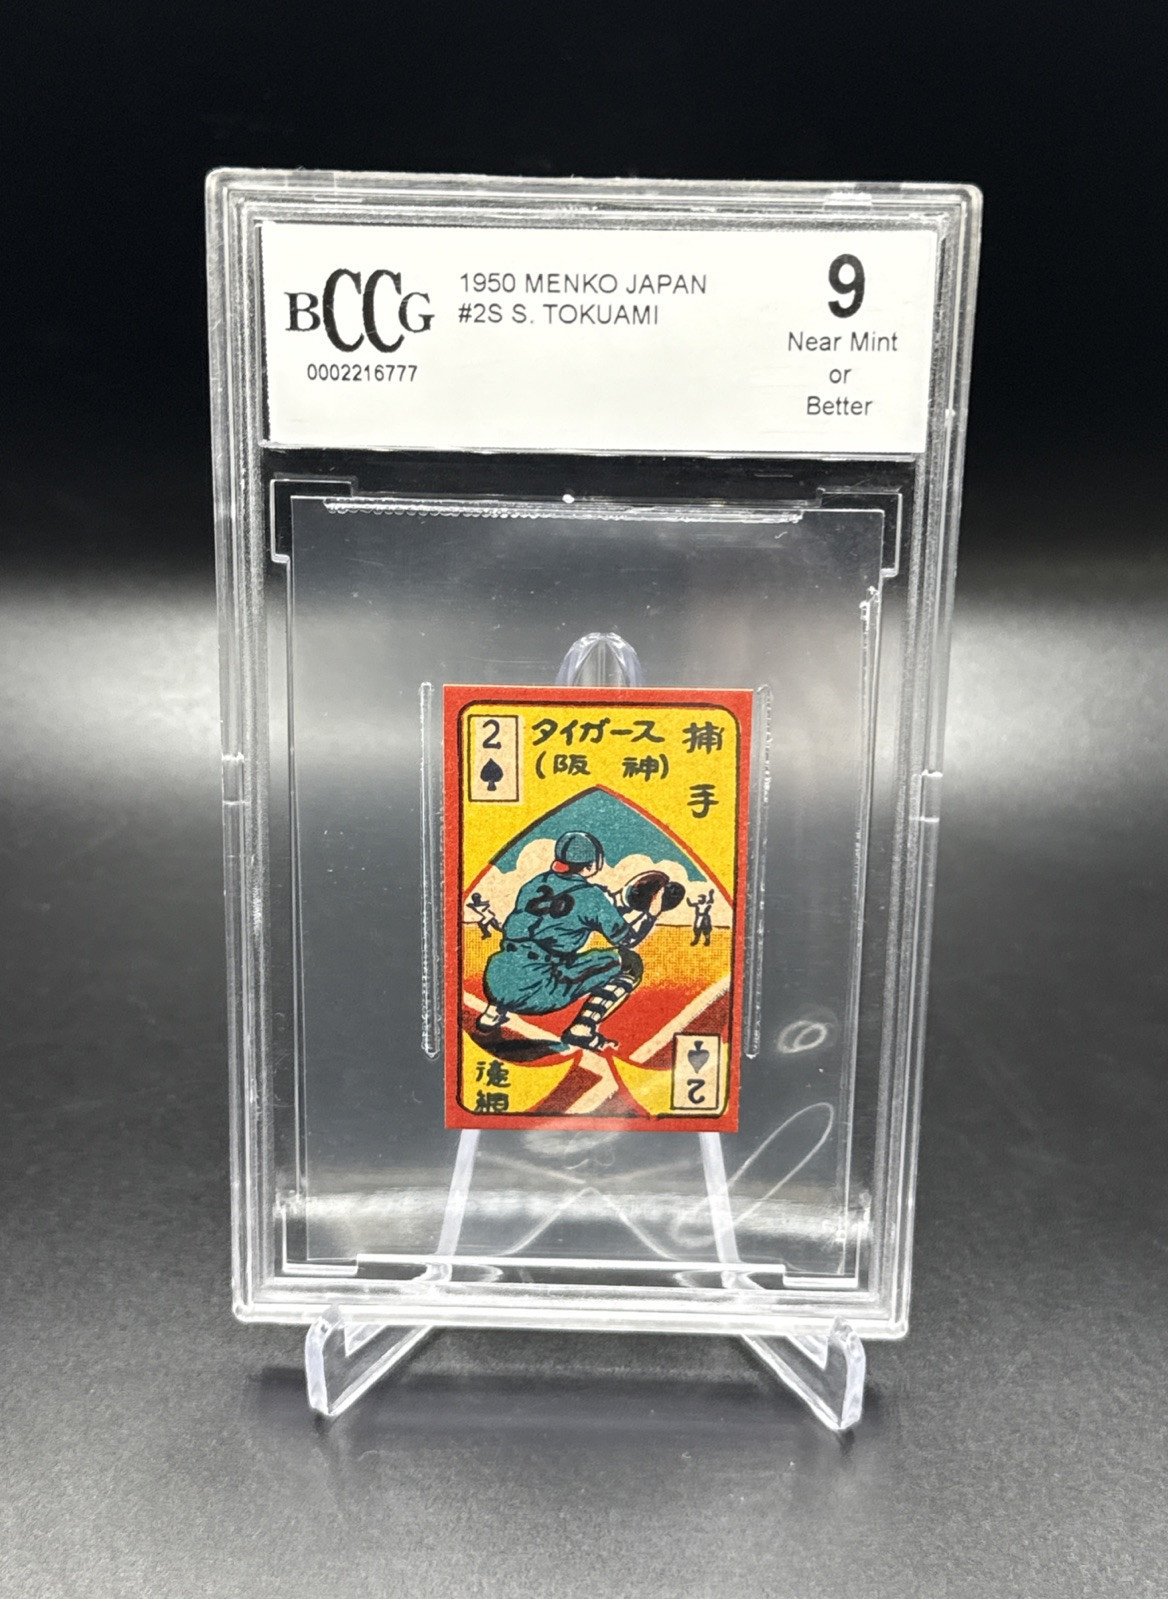 BCCG
0002216777
1950 MENKO JAPAN
#2S S. TOKUAMI
9
Near Mint
or
Better
2
タイガース
(阪 神)
捕
手
20
徳
網
2